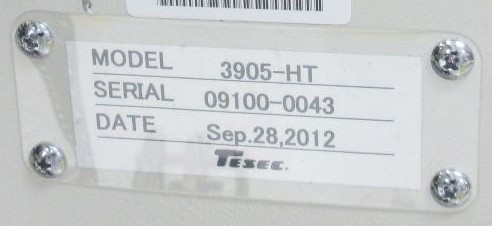 MODEL 3905-HT
SERIAL 09100-0043
DATE Sep.28,2012
TESEC.